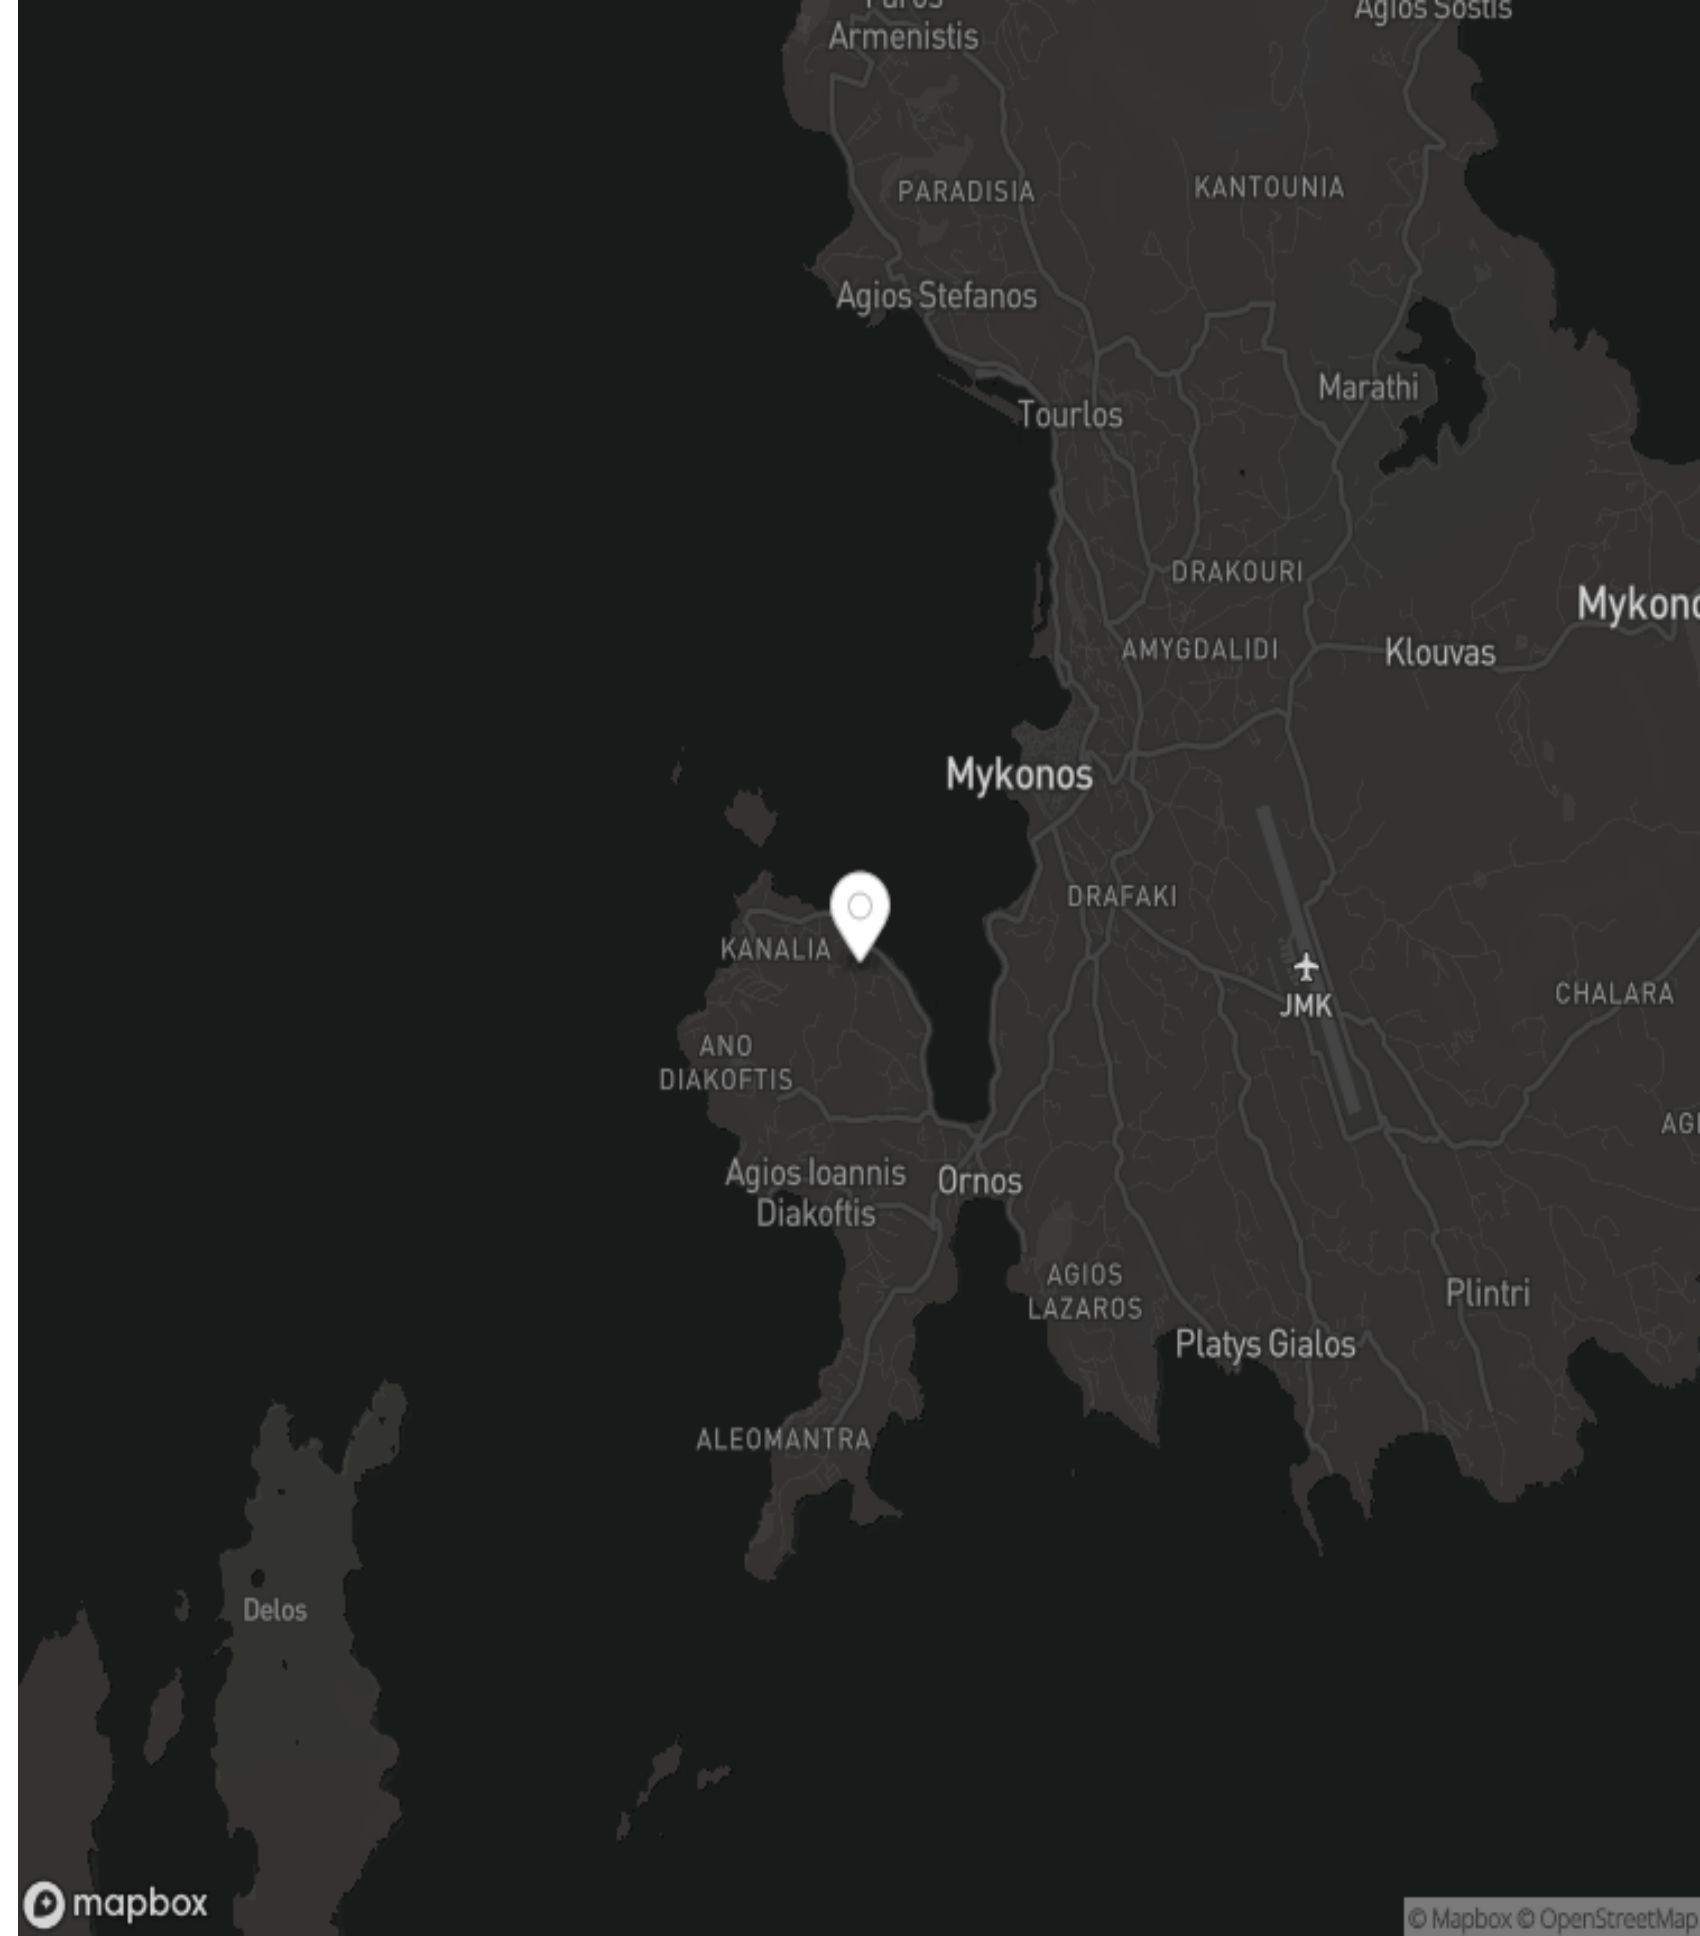 Faros
Armenistis
Agios Sostis
PARADISIA
KANTOUNIA
Agios Stefanos
Marathi
Tourlos
DRAKOURI
Mykono
AMYGDALIDI
Klouvas
Mykonos
DRAFAKI
KANALIA
JMK
CHALARA
ANO
DIAKOFTIS
AGI
Agios Ioannis
Diakoftis
Ornos
AGIOS
LAZAROS
Plintri
Platys Gialos
ALEOMANTRA
Delos
mapbox
© Mapbox © OpenStreetMap